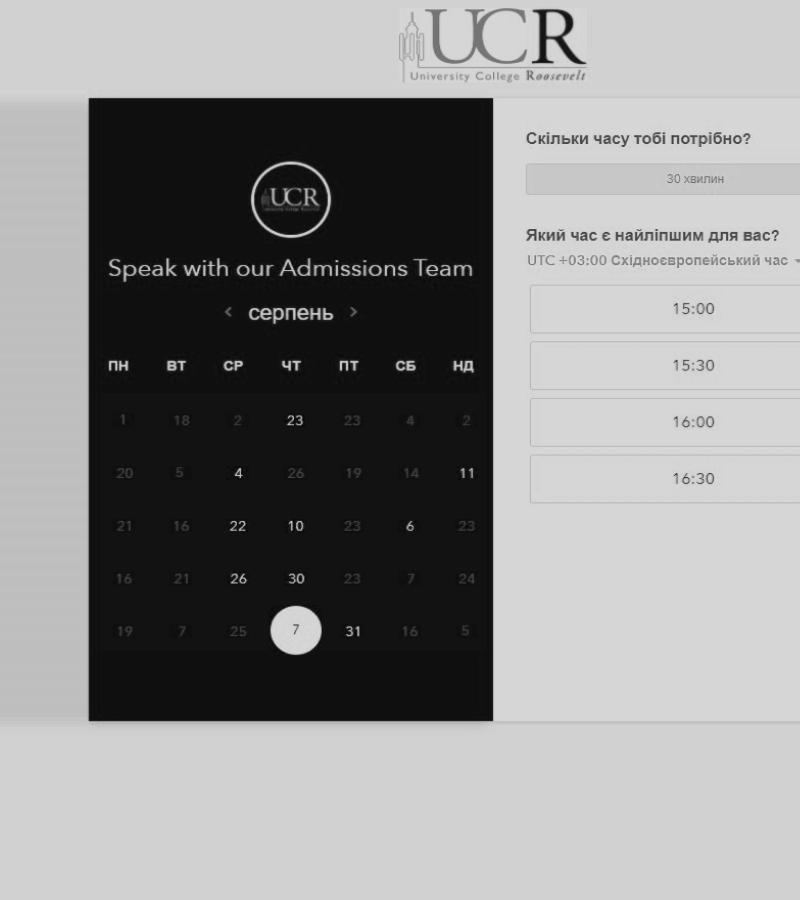 UCR
University College Roosevelt
UCR
Speak with our Admissions Team
< серпень >
ПН ВТ СР ЧТ ПТ СБ НД
1 18 2 23 23 4 2
20 5 4 26 19 14 11
21 16 22 10 23 6 23
16 21 26 30 23 7 24
19 7 25 7 31 16 5
Скільки часу тобі потрібно?
30 хвилин
Який час є найліпшим для вас?
UTC +03:00 Східноєвропейський час
15:00
15:30
16:00
16:30